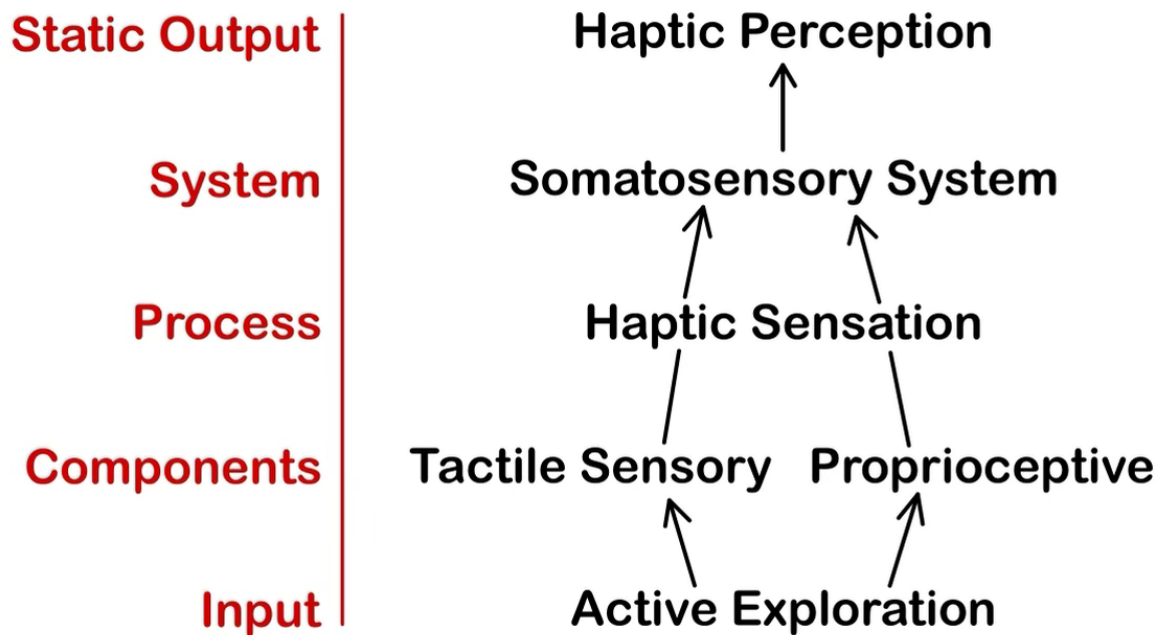 Static Output
Haptic Perception
System
Somatosensory System
Process
Haptic Sensation
Components
Tactile Sensory
Proprioceptive
Input
Active Exploration